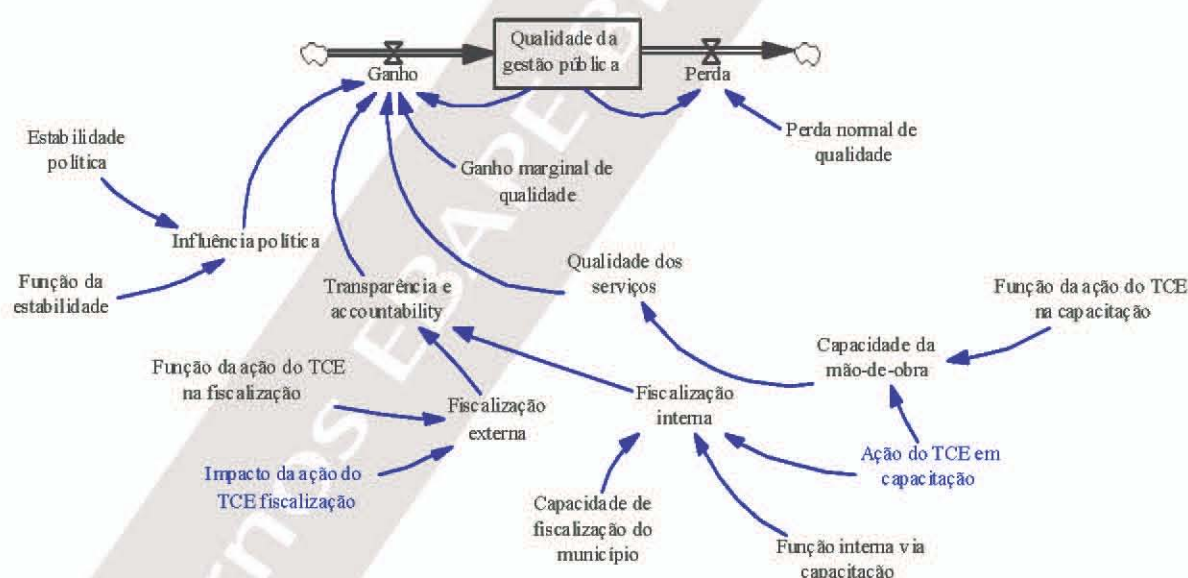 Qualidade da
gestão pública
Ganho
Perda
Estabilidade
política
Perda normal de
qualidade
Ganho marginal de
qualidade
Influência política
Função da
estabilidade
Transparência e
accountability
Qualidade dos
serviços
Função da ação do TCE
na capacitação
Capacidade da
mão-de-obra
Função da ação do TCE
na fiscalização
Fiscalização
externa
Fiscalização
interna
Impacto da ação do
TCE fiscalização
Ação do TCE em
capacitação
Capacidade de
fiscalização do
município
Função interna via
capacitação
rnos EBAPE.B